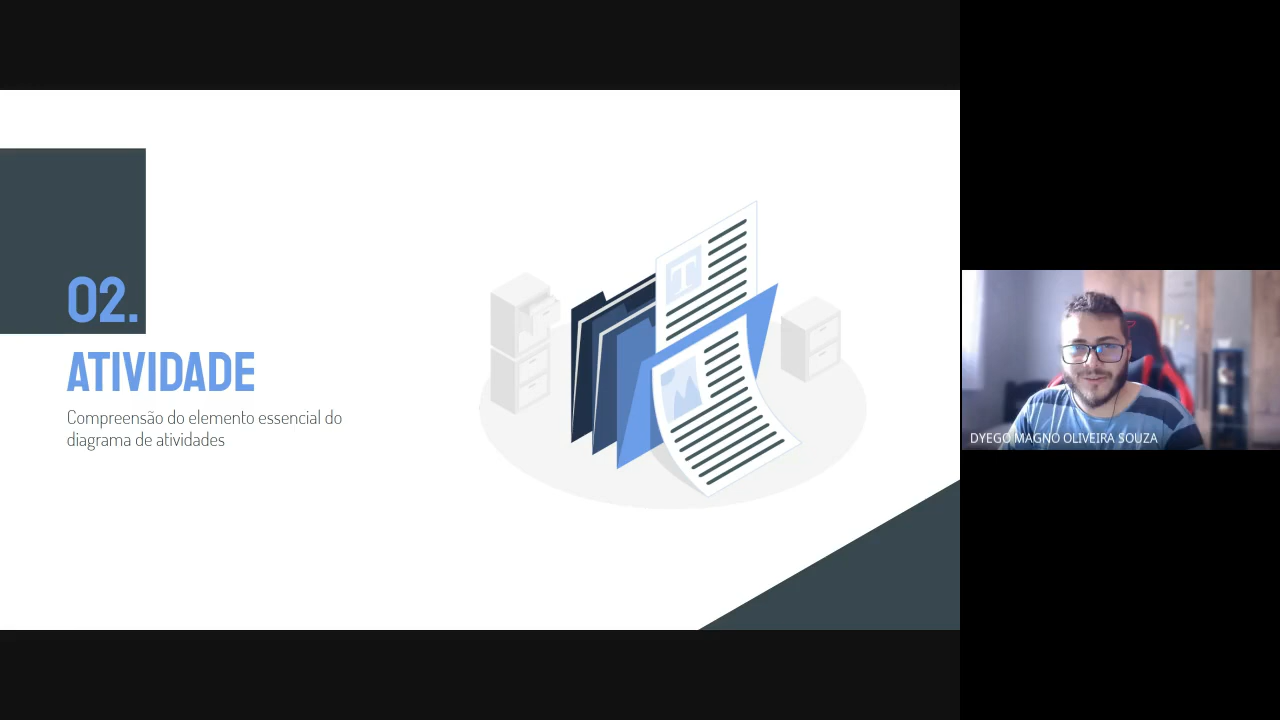 02.
ATIVIDADE
Compreensão do elemento essencial do
diagrama de atividades
T
DYEGO MAGNO OLIVEIRA SOUZA